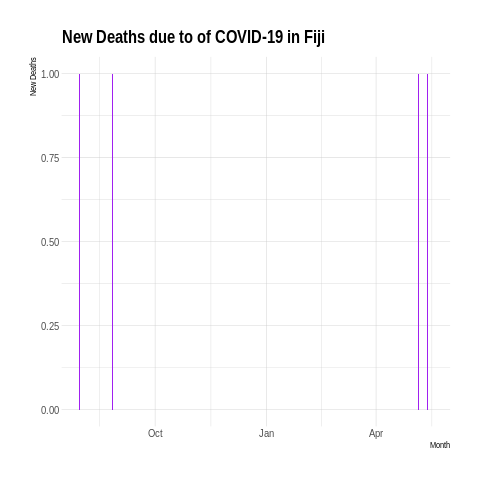 New Deaths due to of COVID-19 in Fiji
New Deaths
1.00
0.75
0.50
0.25
0.00
Oct
Jan
Apr
Month